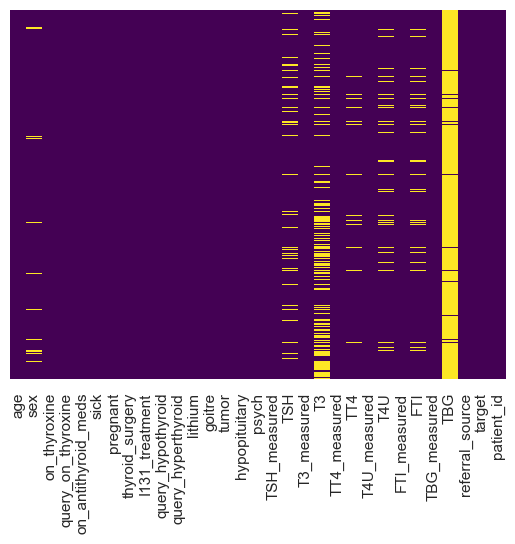 age
sex
on_thyroxine
query_on_thyroxine
on_antithyroid_meds
sick
pregnant
thyroid_surgery
I131_treatment
query_hypothyroid
query_hyperthyroid
lithium
goitre
tumor
hypopituitary
psych
TSH_measured
TSH
T3_measured
T3
TT4_measured
TT4
T4U_measured
T4U
FTI_measured
FTI
TBG_measured
TBG
referral_source
target
patient_id